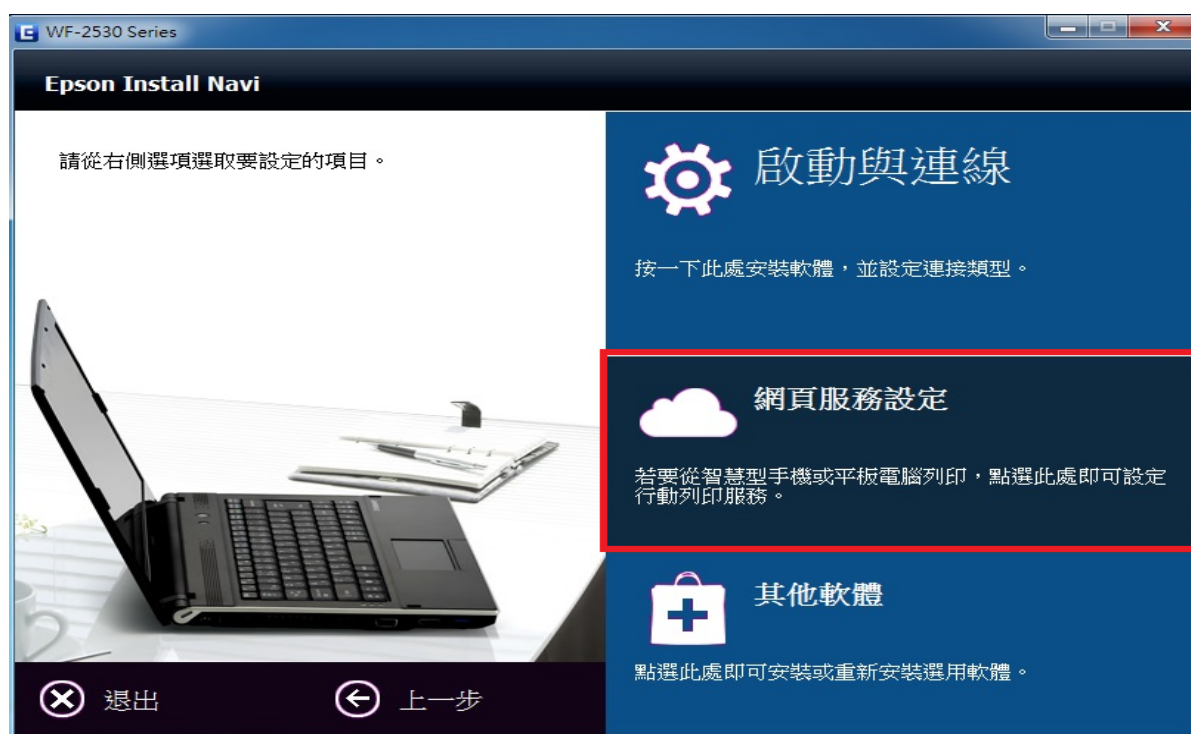 WF-2530 Series
Epson Install Navi
請從右側選項選取要設定的項目。
啟動與連線
按一下此處安裝軟體，並設定連接類型。
網頁服務設定
若要從智慧型手機或平板電腦列印，點選此處即可設定
行動列印服務。
其他軟體
點選此處即可安裝或重新安裝選用軟體。
退出
上一步